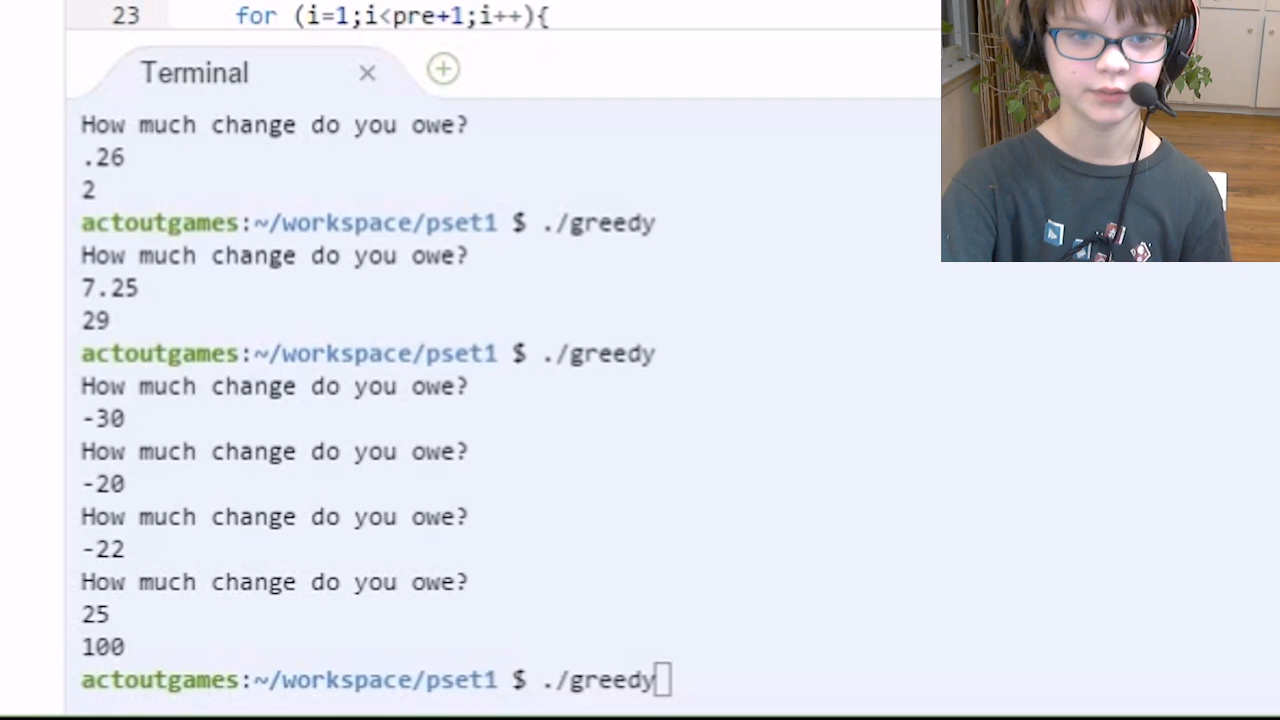 23 for (i=1;i<pre+1;i++){
Terminal
How much change do you owe?
.26
2
actoutgames:~/workspace/pset1 $ ./greedy
How much change do you owe?
7.25
29
actoutgames:~/workspace/pset1 $ ./greedy
How much change do you owe?
-30
How much change do you owe?
-20
How much change do you owe?
-22
How much change do you owe?
25
100
actoutgames:~/workspace/pset1 $ ./greedy